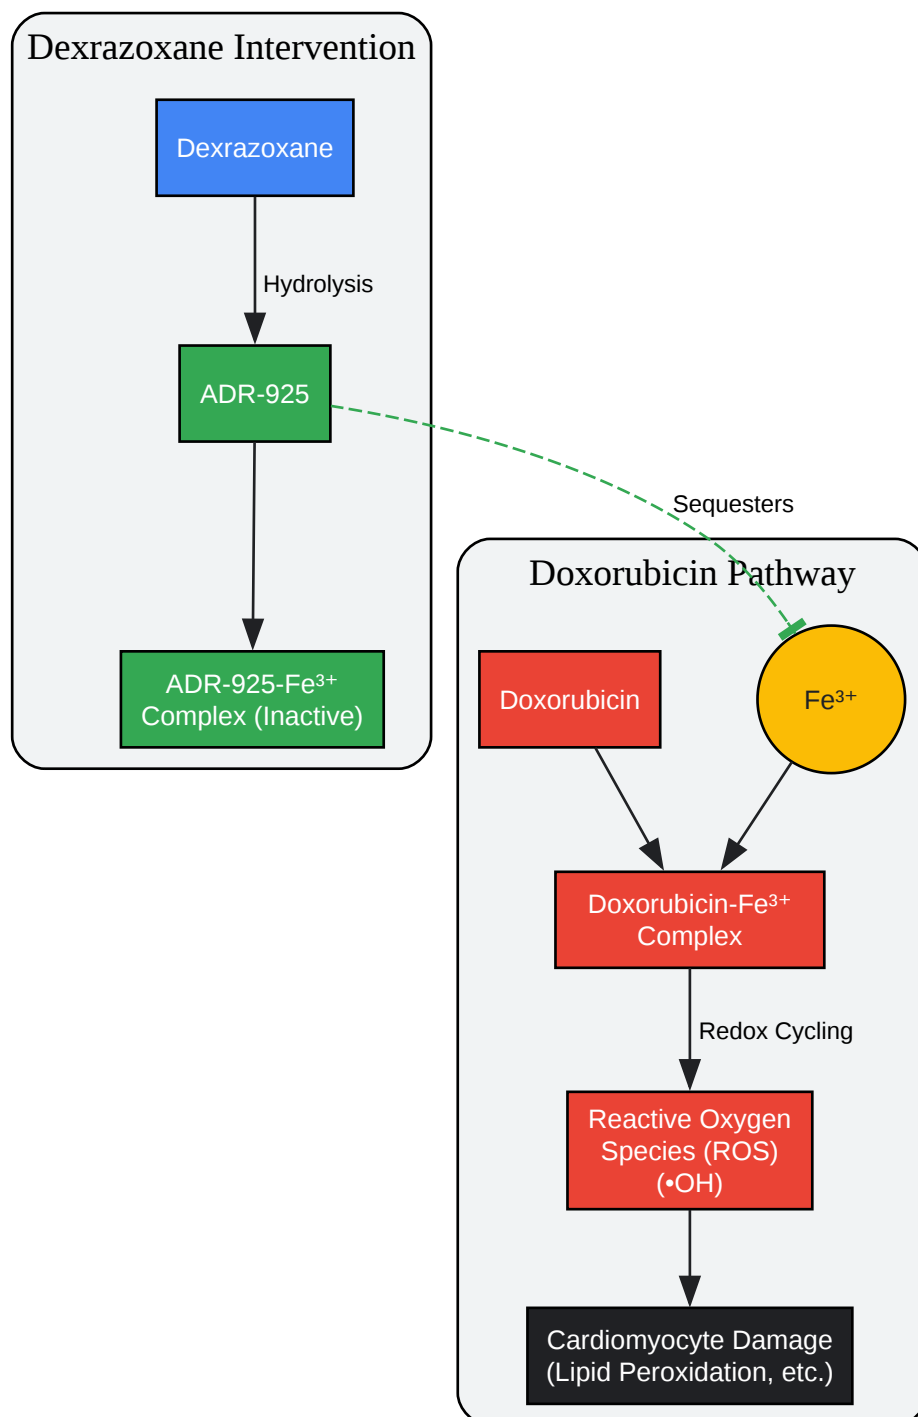 Dexrazoxane Intervention
Dexrazoxane
Hydrolysis
ADR-925
Sequesters
ADR-925-Fe³⁺
Complex (Inactive)
Doxorubicin Pathway
Doxorubicin
Fe³⁺
Doxorubicin-Fe³⁺
Complex
Redox Cycling
Reactive Oxygen
Species (ROS)
(•OH)
Cardiomyocyte Damage
(Lipid Peroxidation, etc.)